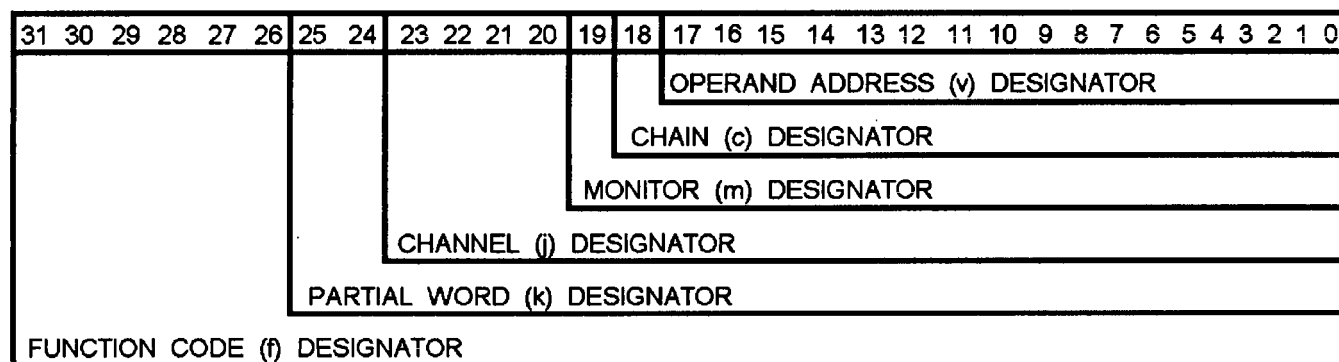 31 30 29 28 27 26 25 24 23 22 21 20 19 18 17 16 15 14 13 12 11 10 9 8 7 6 5 4 3 2 1 0
OPERAND ADDRESS (v) DESIGNATOR
CHAIN (c) DESIGNATOR
MONITOR (m) DESIGNATOR
CHANNEL (j) DESIGNATOR
PARTIAL WORD (k) DESIGNATOR
FUNCTION CODE (f) DESIGNATOR